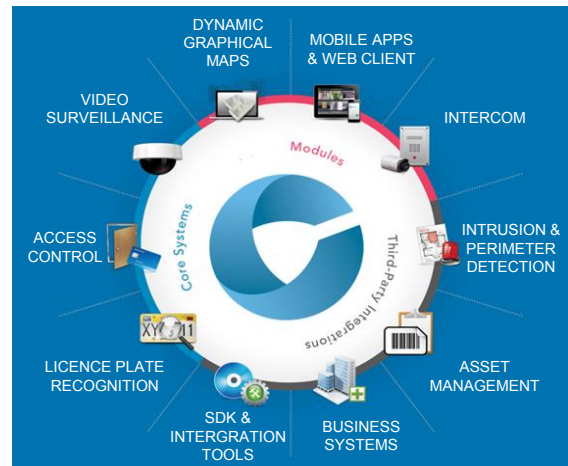 DYNAMIC
GRAPHICAL
MAPS
MOBILE APPS
& WEB CLIENT
VIDEO
SURVEILLANCE
INTERCOM
Modules
ACCESS
CONTROL
Core Systems
Third-Party Integrations
INTRUSION &
PERIMETER
DETECTION
LICENCE PLATE
RECOGNITION
ASSET
MANAGEMENT
SDK &
INTERGRATION
TOOLS
BUSINESS
SYSTEMS